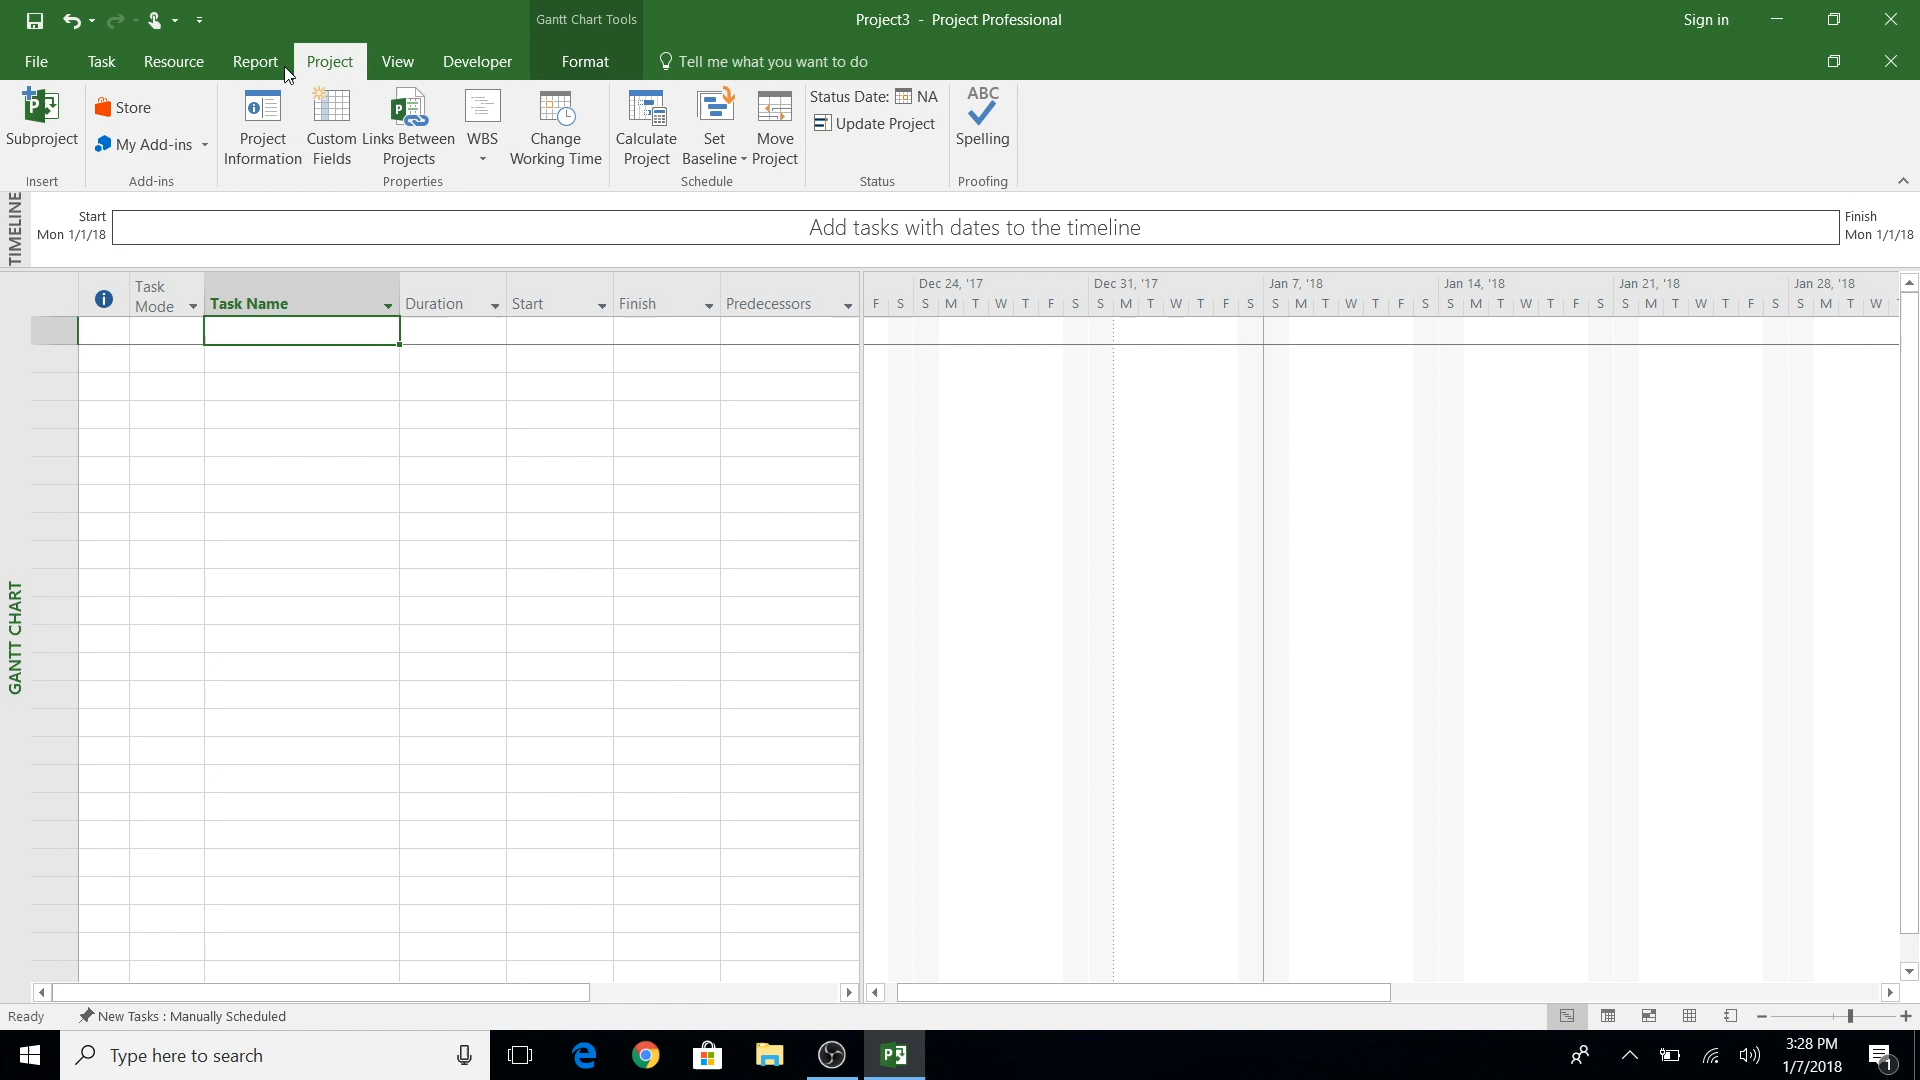 Gantt Chart Tools
Project3 - Project Professional
Sign in
File Task Resource Report Project View Developer Format Tell me what you want to do
Subproject
Insert
Store
My Add-ins
Add-ins
Project
Information
Custom
Fields
Links Between
Projects
WBS
Change
Working Time
Properties
Calculate
Project
Set
Baseline
Move
Project
Schedule
Status Date: NA
Update Project
Status
ABC
Spelling
Proofing
TIMELINE
Start
Mon 1/1/18
Add tasks with dates to the timeline
Finish
Mon 1/1/18
Task
Mode
Task Name
Duration
Start
Finish
Predecessors
Dec 24, '17 Dec 31, '17 Jan 7, '18 Jan 14, '18 Jan 21, '18 Jan 28, '18
F S S M T W T F S S M T W T F S S M T W T F S S M T W T F S S M T W T F S S M T W
GANTT CHART
Ready
New Tasks : Manually Scheduled
Type here to search
3:28 PM
1/7/2018
1